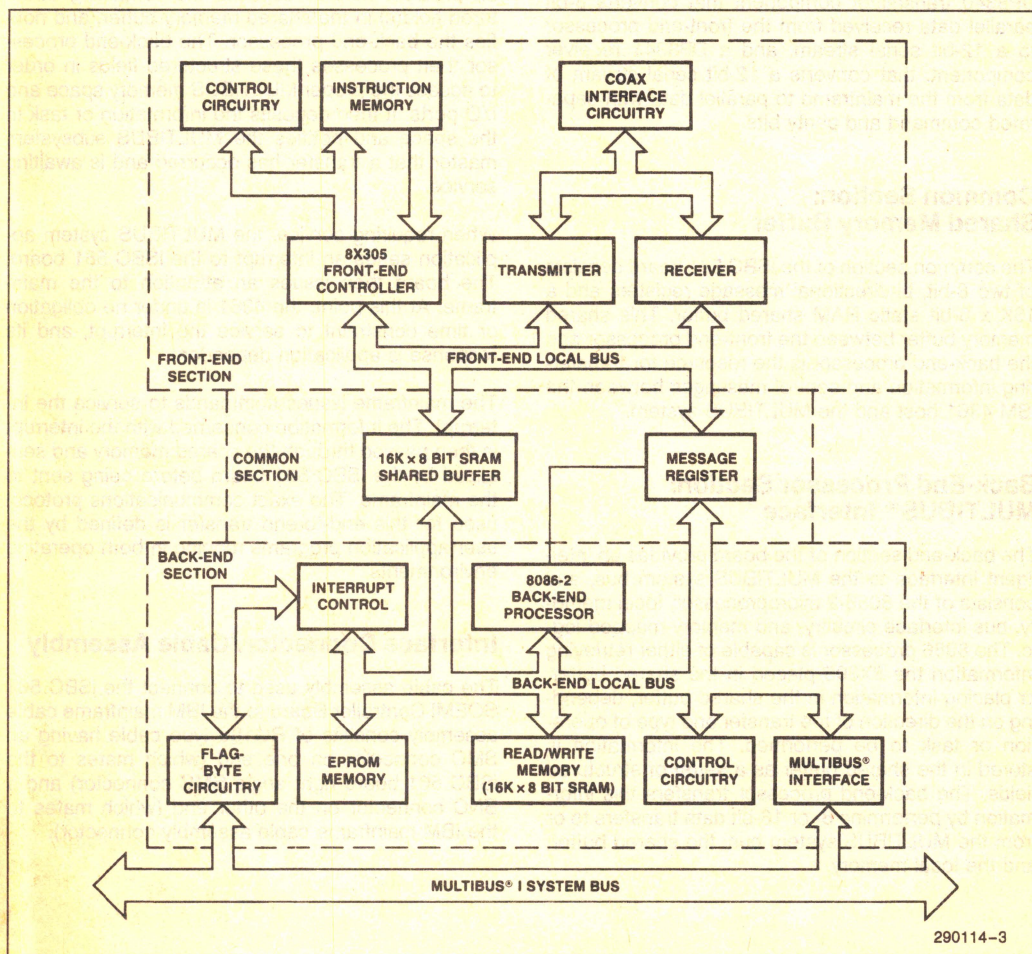 CONTROL
CIRCUITRY
INSTRUCTION
MEMORY
COAX
INTERFACE
CIRCUITRY
8X305
FRONT-END
CONTROLLER
TRANSMITTER
RECEIVER
FRONT-END LOCAL BUS
FRONT-END
SECTION
COMMON
SECTION
16K × 8 BIT SRAM
SHARED BUFFER
MESSAGE
REGISTER
BACK-END
SECTION
INTERRUPT
CONTROL
8086-2
BACK-END
PROCESSOR
BACK-END LOCAL BUS
FLAG-
BYTE
CIRCUITRY
EPROM
MEMORY
READ/WRITE
MEMORY
(16K × 8 BIT SRAM)
CONTROL
CIRCUITRY
MULTIBUS®
INTERFACE
MULTIBUS® I SYSTEM BUS
290114–3